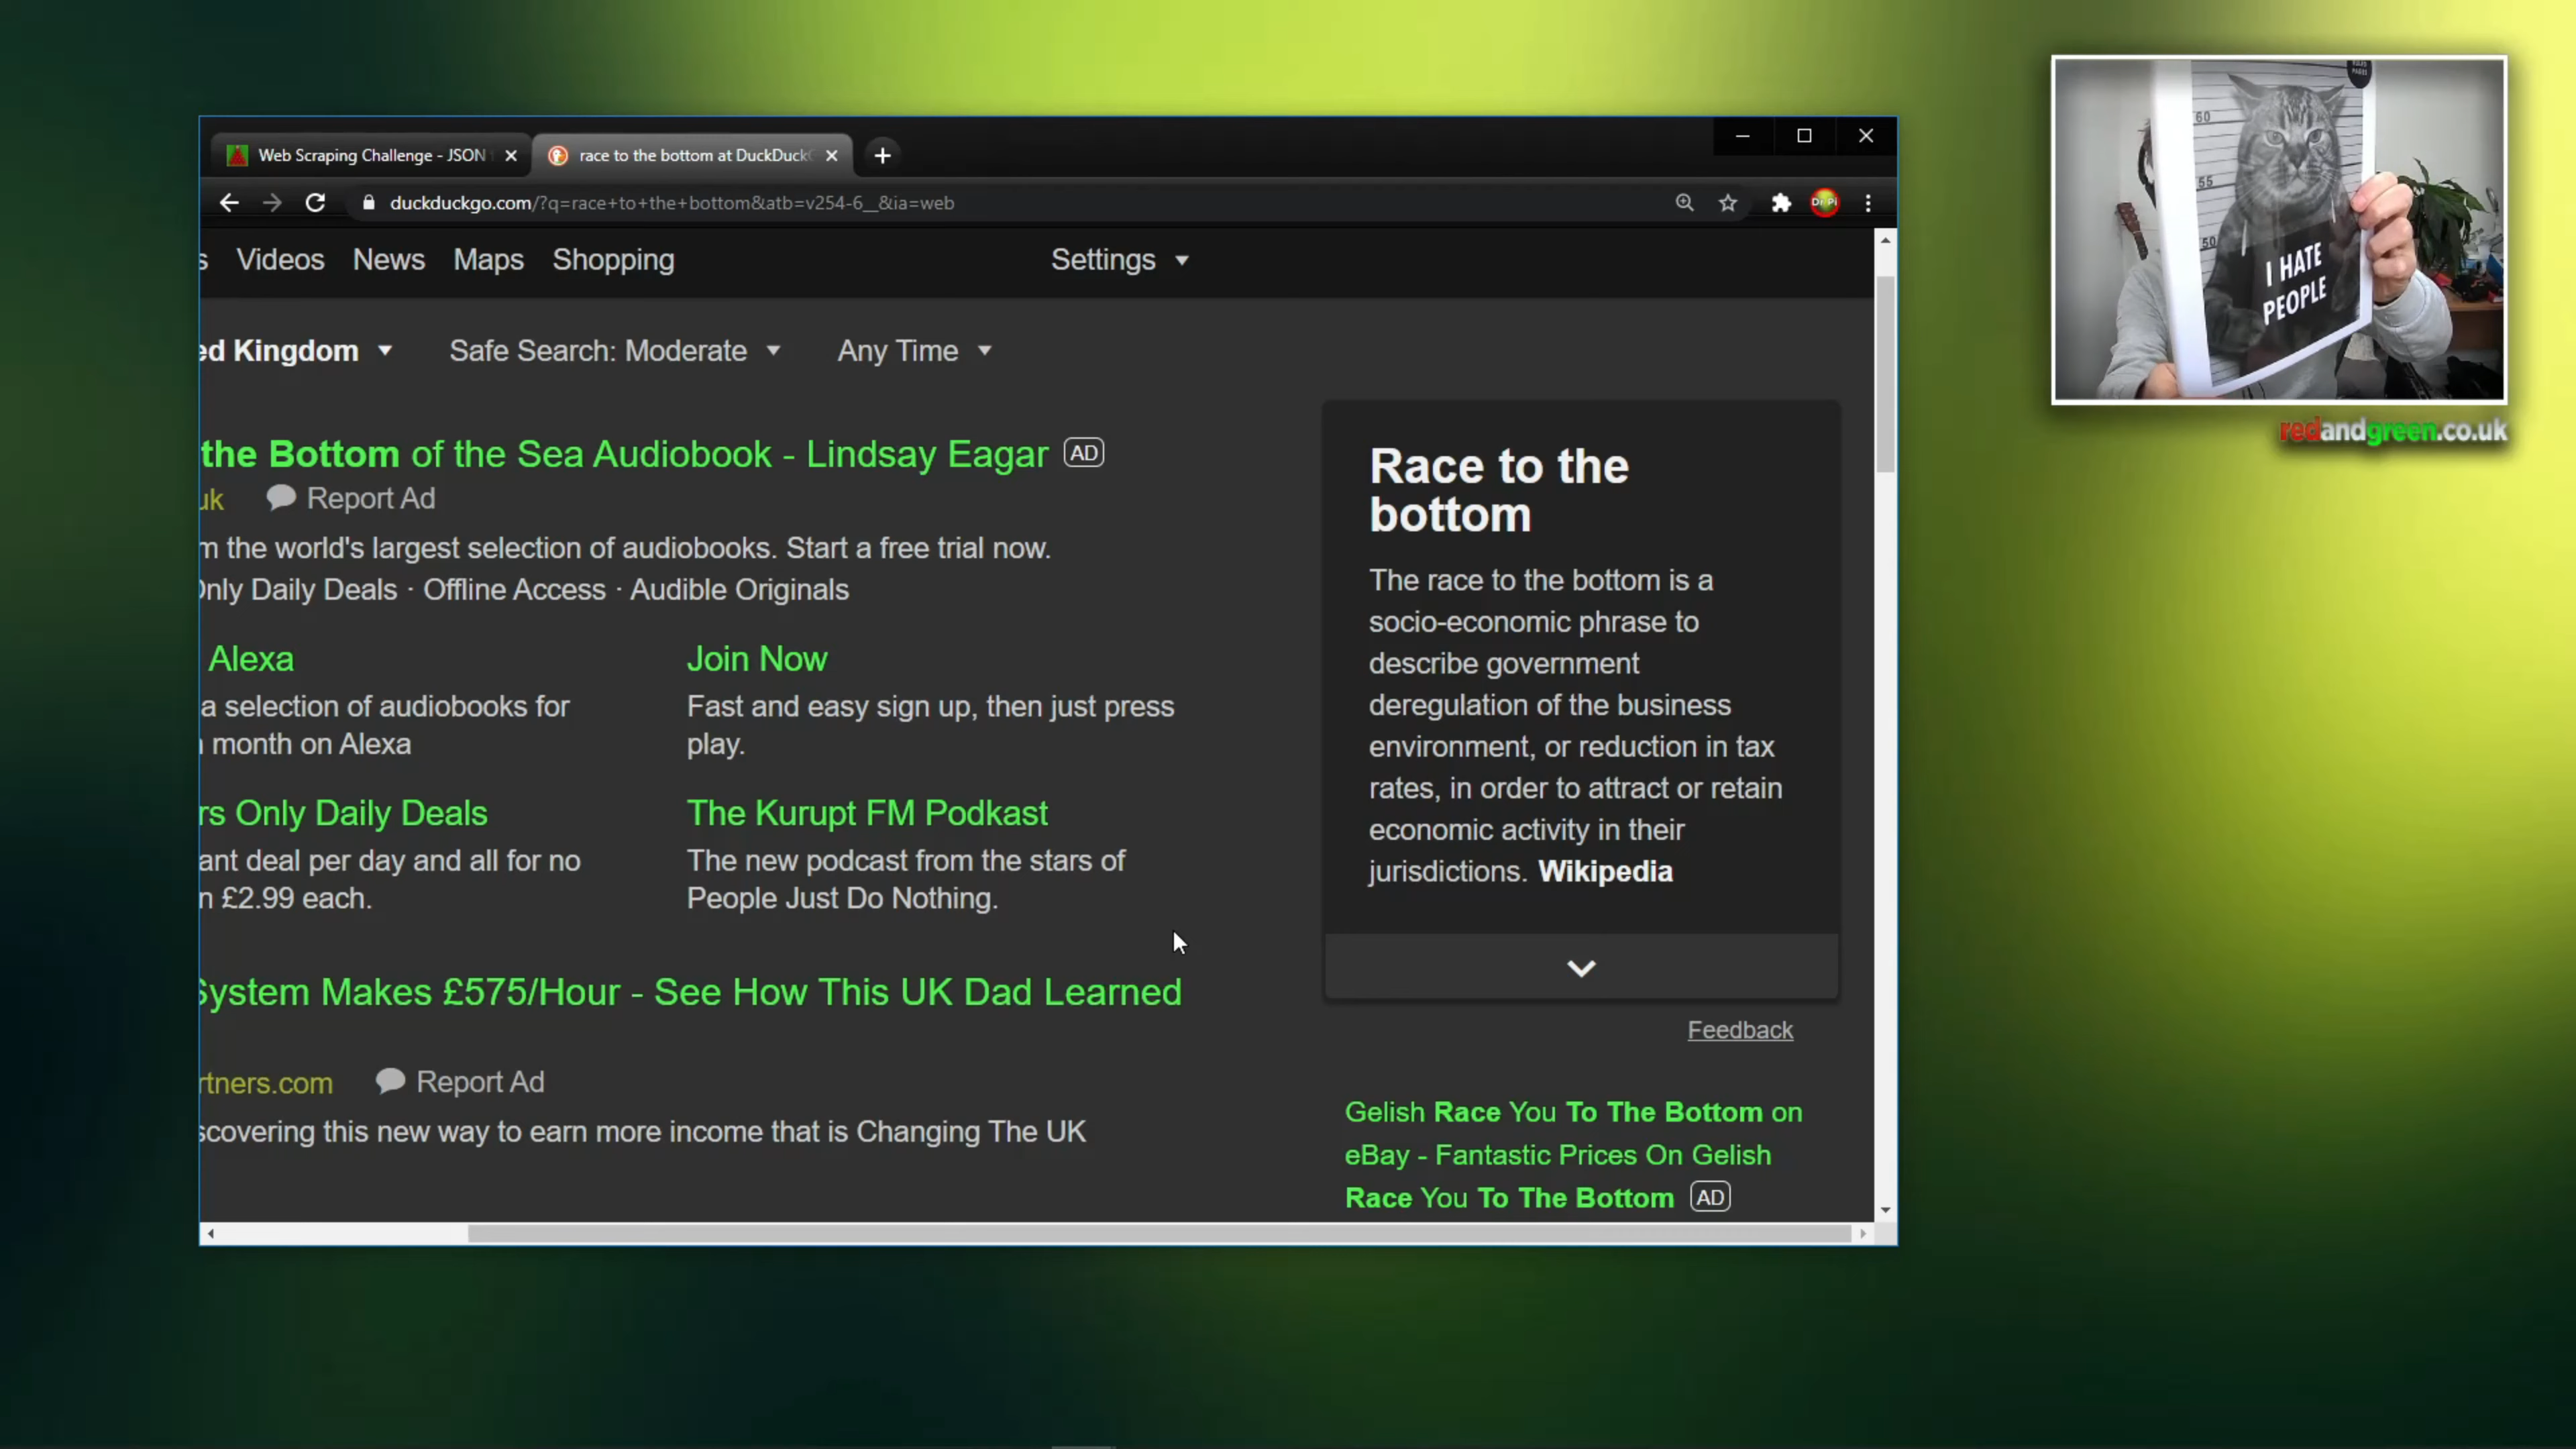 Web Scraping Challenge - JSON
race to the bottom at DuckDuck
duckduckgo.com/?q=race+to+the+bottom&atb=v254-6__&ia=web
Dr Pi
s Videos News Maps Shopping
Settings
ed Kingdom
Safe Search: Moderate
Any Time
the Bottom of the Sea Audiobook - Lindsay Eagar AD
uk Report Ad
m the world's largest selection of audiobooks. Start a free trial now.
Only Daily Deals · Offline Access · Audible Originals
Alexa
a selection of audiobooks for
month on Alexa
Join Now
Fast and easy sign up, then just press
play.
rs Only Daily Deals
ant deal per day and all for no
n £2.99 each.
The Kurupt FM Podkast
The new podcast from the stars of
People Just Do Nothing.
System Makes £575/Hour - See How This UK Dad Learned
rtners.com Report Ad
scovering this new way to earn more income that is Changing The UK
Race to the
bottom
The race to the bottom is a
socio-economic phrase to
describe government
deregulation of the business
environment, or reduction in tax
rates, in order to attract or retain
economic activity in their
jurisdictions. Wikipedia
Feedback
Gelish Race You To The Bottom on
eBay - Fantastic Prices On Gelish
Race You To The Bottom AD
60
55
50
I HATE
PEOPLE
redandgreen.co.uk